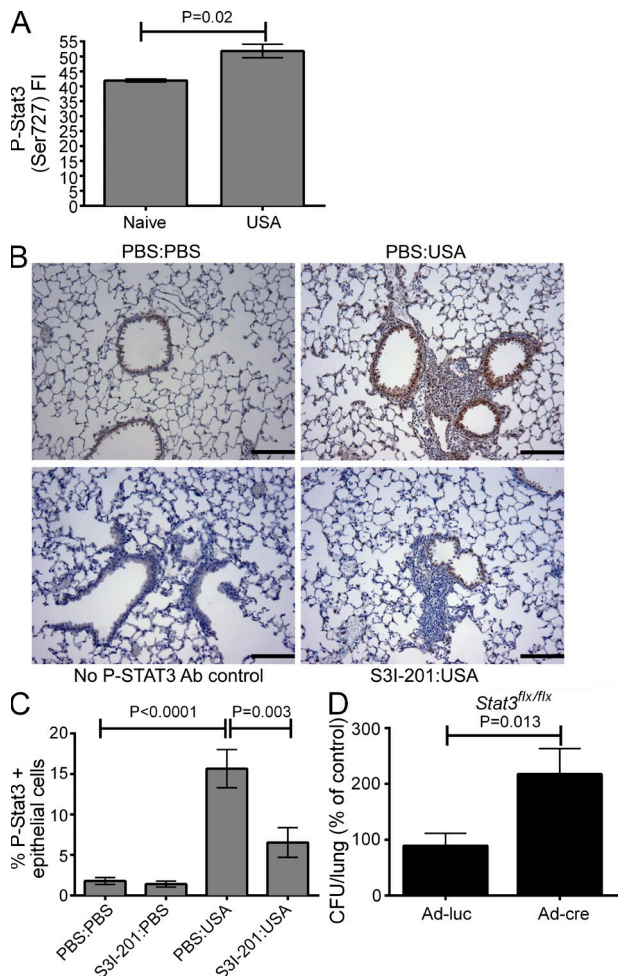 A
P=0.02
P-Stat3
(Ser727) FI
55
50
45
40
35
30
25
20
15
10
5
0
Naive
USA
B
PBS:PBS
PBS:USA
No P-STAT3 Ab control
S3I-201:USA
C
P<0.0001
P=0.003
% P-Stat3 +
epithelial cells
20
15
10
5
0
PBS:PBS
S3I-201:PBS
PBS:USA
S3I-201:USA
D
Stat3flx/flx
P=0.013
CFU/lung (% of control)
300
200
100
0
Ad-luc
Ad-cre